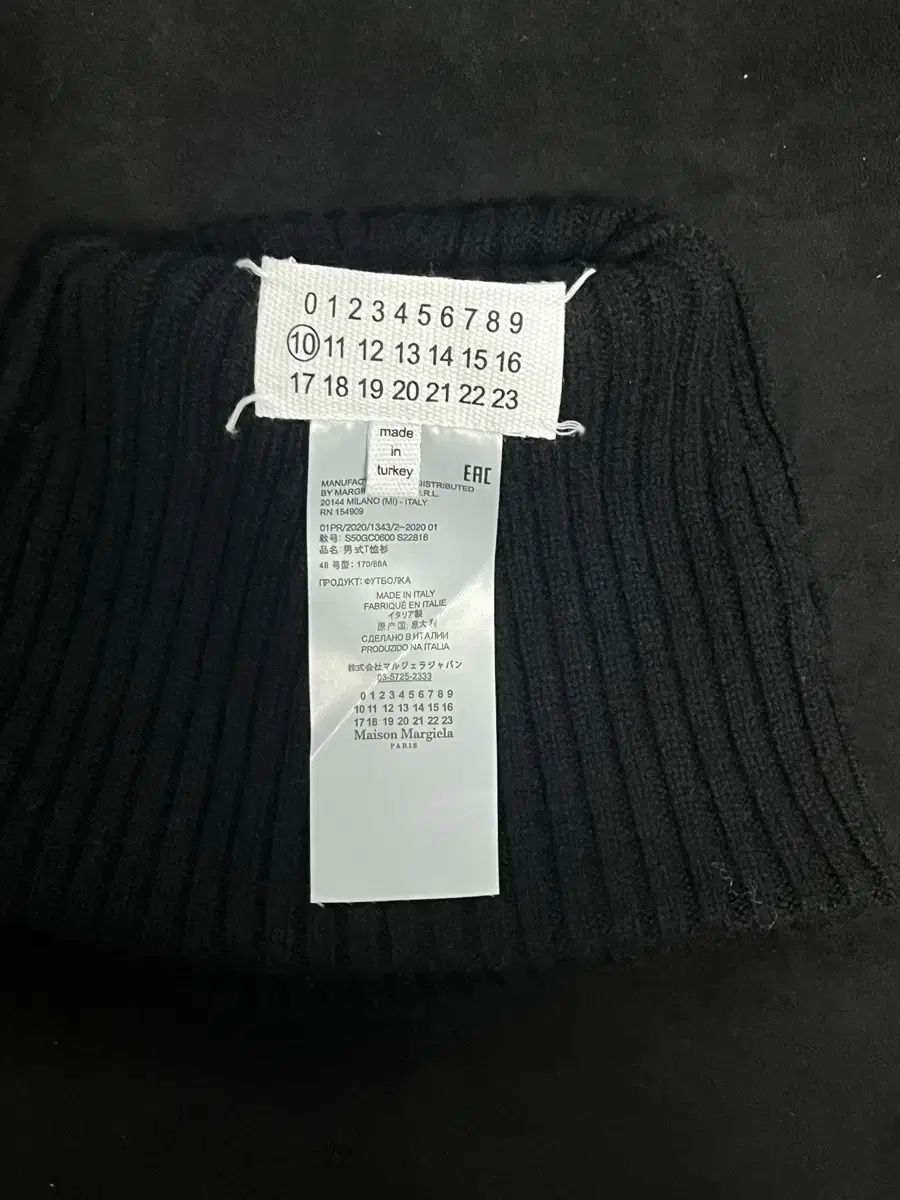 0 1 2 3 4 5 6 7 8 9
10 11 12 13 14 15 16
17 18 19 20 21 22 23
made
in
turkey
EAC
DISTRIBUTED
20144 MILANO (MI) - ITALY
RN 154909
01PR/2020/1343/2-2020 01
款号: S50GC0600 S22816
品名: 男式T恤衫
48 号型: 170/88A
ПРОДУКТ: ФУТБОЛКА
MADE IN ITALY
FABRIQUÉ EN ITALIE
イタリア製
原产国: 意大利
СДЕЛАНО В ИТАЛИИ
PRODUZIDO NA ITALIA
株式会社マルジェラジャパン
03-5725-2333
0 1 2 3 4 5 6 7 8 9
10 11 12 13 14 15 16
17 18 19 20 21 22 23
Maison Margiela
PARIS